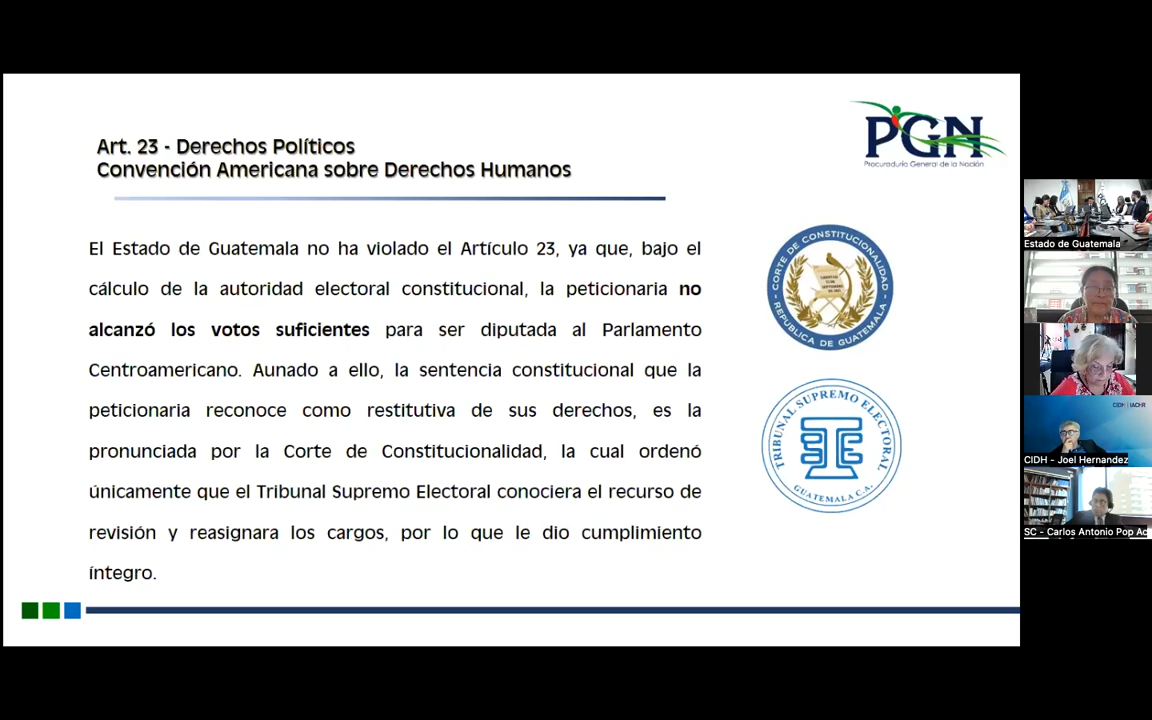 Art. 23 - Derechos Políticos
Convención Americana sobre Derechos Humanos
PGN
Procuraduría General de la Nación
El Estado de Guatemala no ha violado el Artículo 23, ya que, bajo el
cálculo de la autoridad electoral constitucional, la peticionaria no
alcanzó los votos suficientes para ser diputada al Parlamento
Centroamericano. Aunado a ello, la sentencia constitucional que la
peticionaria reconoce como restitutiva de sus derechos, es la
pronunciada por la Corte de Constitucionalidad, la cual ordenó
únicamente que el Tribunal Supremo Electoral conociera el recurso de
revisión y reasignara los cargos, por lo que le dio cumplimiento
íntegro.
CORTE DE CONSTITUCIONALIDAD
REPUBLICA DE GUATEMALA
TRIBUNAL SUPREMO ELECTORAL
GUATEMALA C.A.
Estado de Guatemala
CIDH | IACHR
CIDH - Joel Hernandez
SC - Carlos Antonio Pop Ac